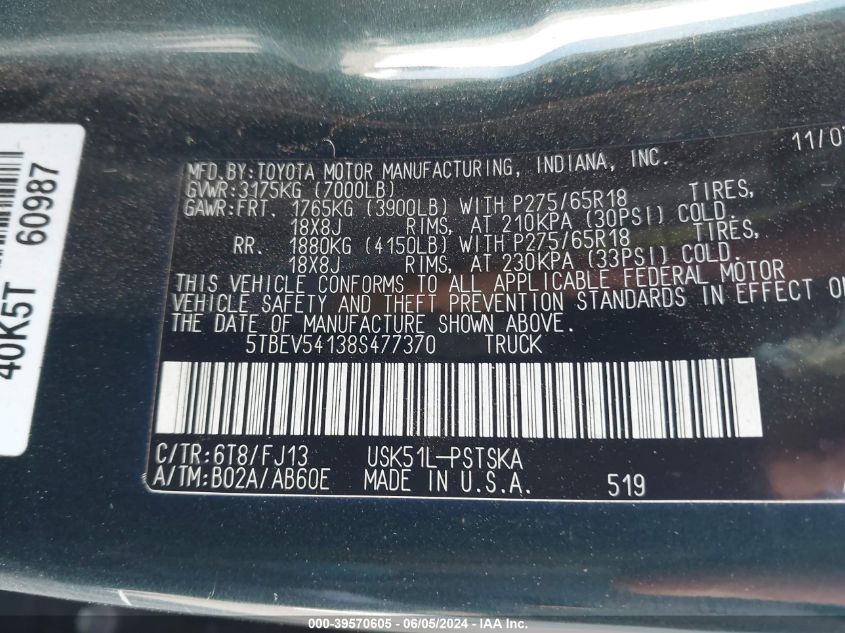 11/07
MFD.BY:TOYOTA MOTOR MANUFACTURING, INDIANA, INC.
GVWR:3175KG (7000LB)
GAWR:FRT. 1765KG (3900LB) WITH P275/65R18 TIRES,
18X8J RIMS, AT 210KPA (30PSI) COLD.
RR. 1880KG (4150LB) WITH P275/65R18 TIRES,
18X8J RIMS, AT 230KPA (33PSI) COLD.
THIS VEHICLE CONFORMS TO ALL APPLICABLE FEDERAL MOTOR
VEHICLE SAFETY AND THEFT PREVENTION STANDARDS IN EFFECT O
THE DATE OF MANUFACTURE SHOWN ABOVE.
5TBEV54138S477370 TRUCK
C/TR:6T8/FJ13 USK51L-PSTSKA
A/TM:B02A/AB60E MADE IN U.S.A. 519
40K5T 60987
000-39570605 - 06/05/2024 - IAA Inc.